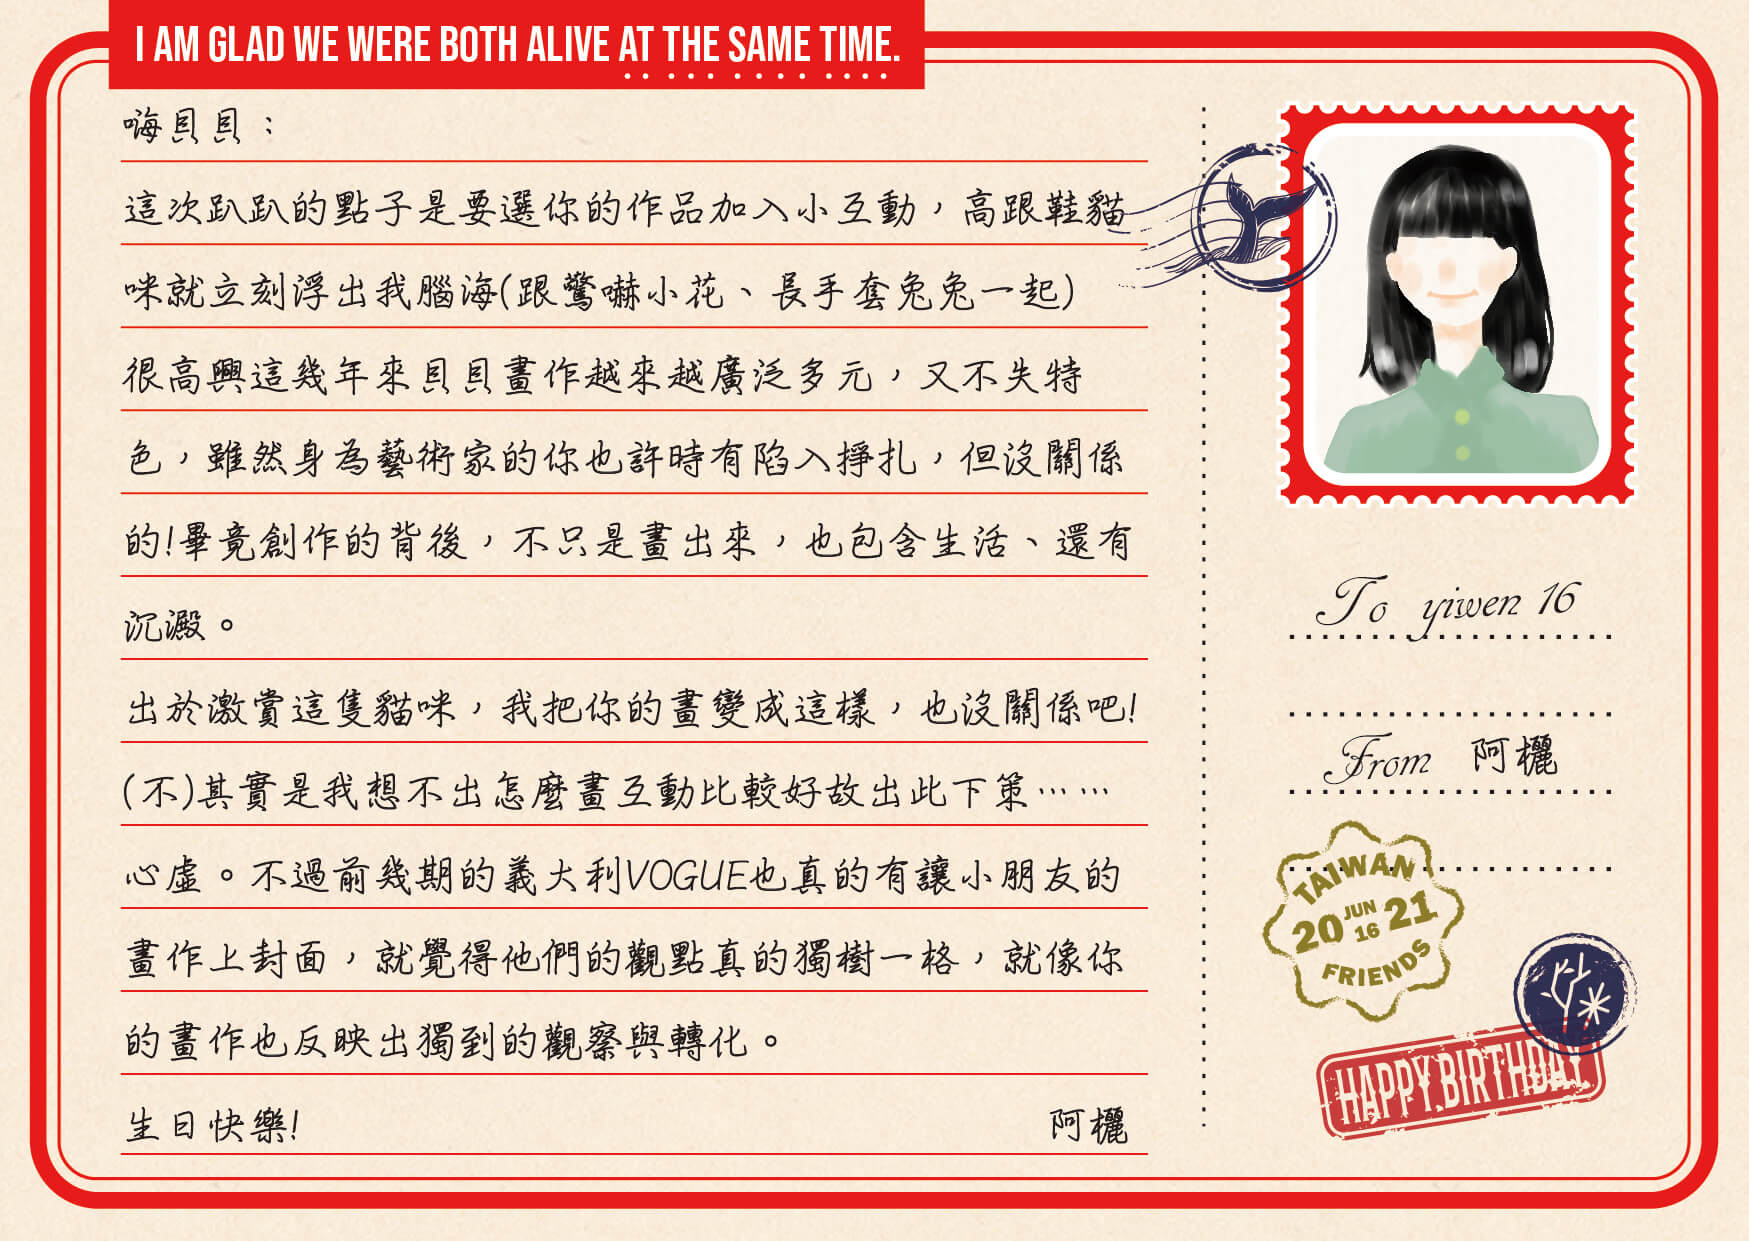 I AM GLAD WE WERE BOTH ALIVE AT THE SAME TIME.
嗨貝貝：
這次趴趴的點子是要選你的作品加入小互動，高跟鞋貓
咪就立刻浮出我腦海(跟驚嚇小花、長手套兔兔一起)
很高興這幾年來貝貝畫作越來越廣泛多元，又不失特
色，雖然身為藝術家的你也許時有陷入掙扎，但沒關係
的!畢竟創作的背後，不只是畫出來，也包含生活、還有
沉澱。
出於激賞這隻貓咪，我把你的畫變成這樣，也沒關係吧!
(不)其實是我想不出怎麼畫互動比較好故出此下策……
心虛。不過前幾期的義大利VOGUE也真的有讓小朋友的
畫作上封面，就覺得他們的觀點真的獨樹一格，就像你
的畫作也反映出獨到的觀察與轉化。
生日快樂!
阿欐
To yiwen 16
From 阿欐
TAIWAN
20 JUN 16 21
FRIENDS
HAPPY BIRTHDAY